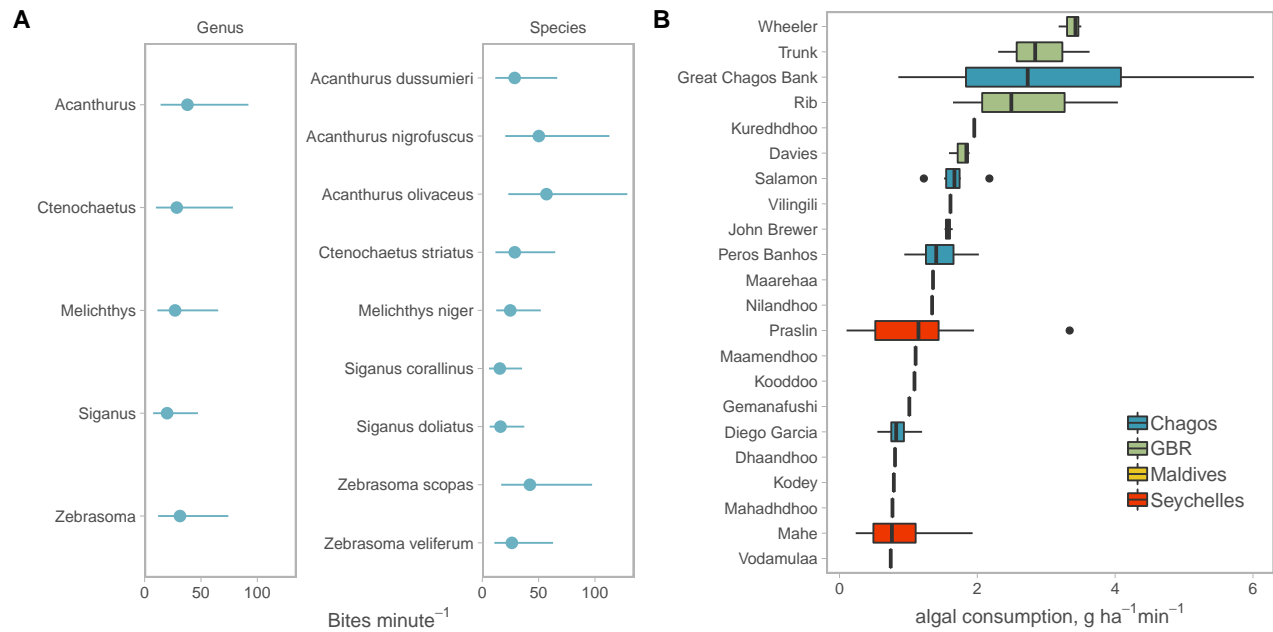 A
Genus
Acanthurus
Ctenochaetus
Melichthys
Siganus
Zebrasoma
0 50 100
Species
Acanthurus dussumieri
Acanthurus nigrofuscus
Acanthurus olivaceus
Ctenochaetus striatus
Melichthys niger
Siganus corallinus
Siganus doliatus
Zebrasoma scopas
Zebrasoma veliferum
0 50 100
Bites minute⁻¹
B
Wheeler
Trunk
Great Chagos Bank
Rib
Kuredhdhoo
Davies
Salamon
Vilingili
John Brewer
Peros Banhos
Maarehaa
Nilandhoo
Praslin
Maamendhoo
Kooddoo
Gemanafushi
Diego Garcia
Dhaandhoo
Kodey
Mahadhdhoo
Mahe
Vodamulaa
Chagos
GBR
Maldives
Seychelles
0 2 4 6
algal consumption, g ha⁻¹min⁻¹